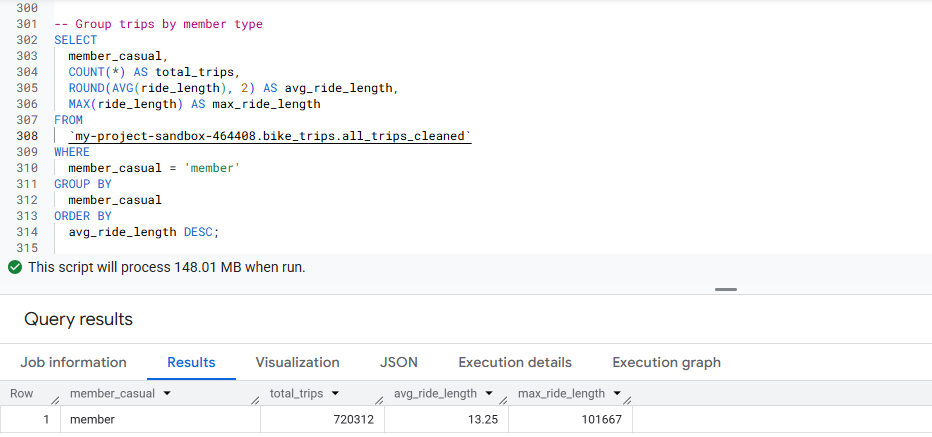 300
301 -- Group trips by member type
302 SELECT
303 member_casual,
304 COUNT(*) AS total_trips,
305 ROUND(AVG(ride_length), 2) AS avg_ride_length,
306 MAX(ride_length) AS max_ride_length
307 FROM
308 `my-project-sandbox-464408.bike_trips.all_trips_cleaned`
309 WHERE
310 member_casual = 'member'
311 GROUP BY
312 member_casual
313 ORDER BY
314 avg_ride_length DESC;
315
This script will process 148.01 MB when run.
Query results
Job information Results Visualization JSON Execution details Execution graph
Row member_casual total_trips avg_ride_length max_ride_length
1 member 720312 13.25 101667